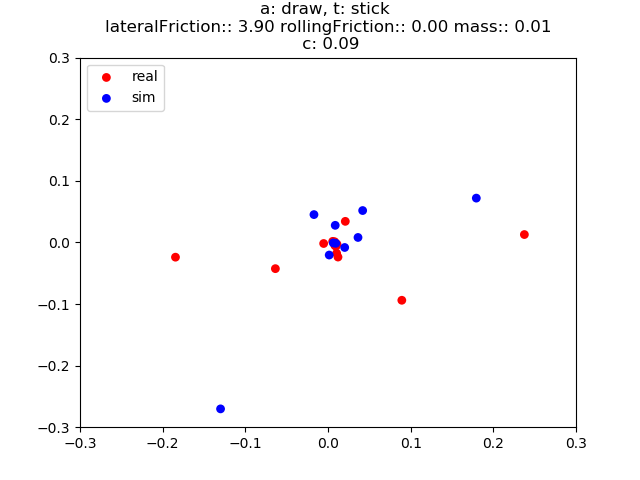 a: draw, t: stick
lateralFriction:: 3.90 rollingFriction:: 0.00 mass:: 0.01
c: 0.09
real
sim
0.3
0.2
0.1
0.0
−0.1
−0.2
−0.3
−0.3 −0.2 −0.1 0.0 0.1 0.2 0.3